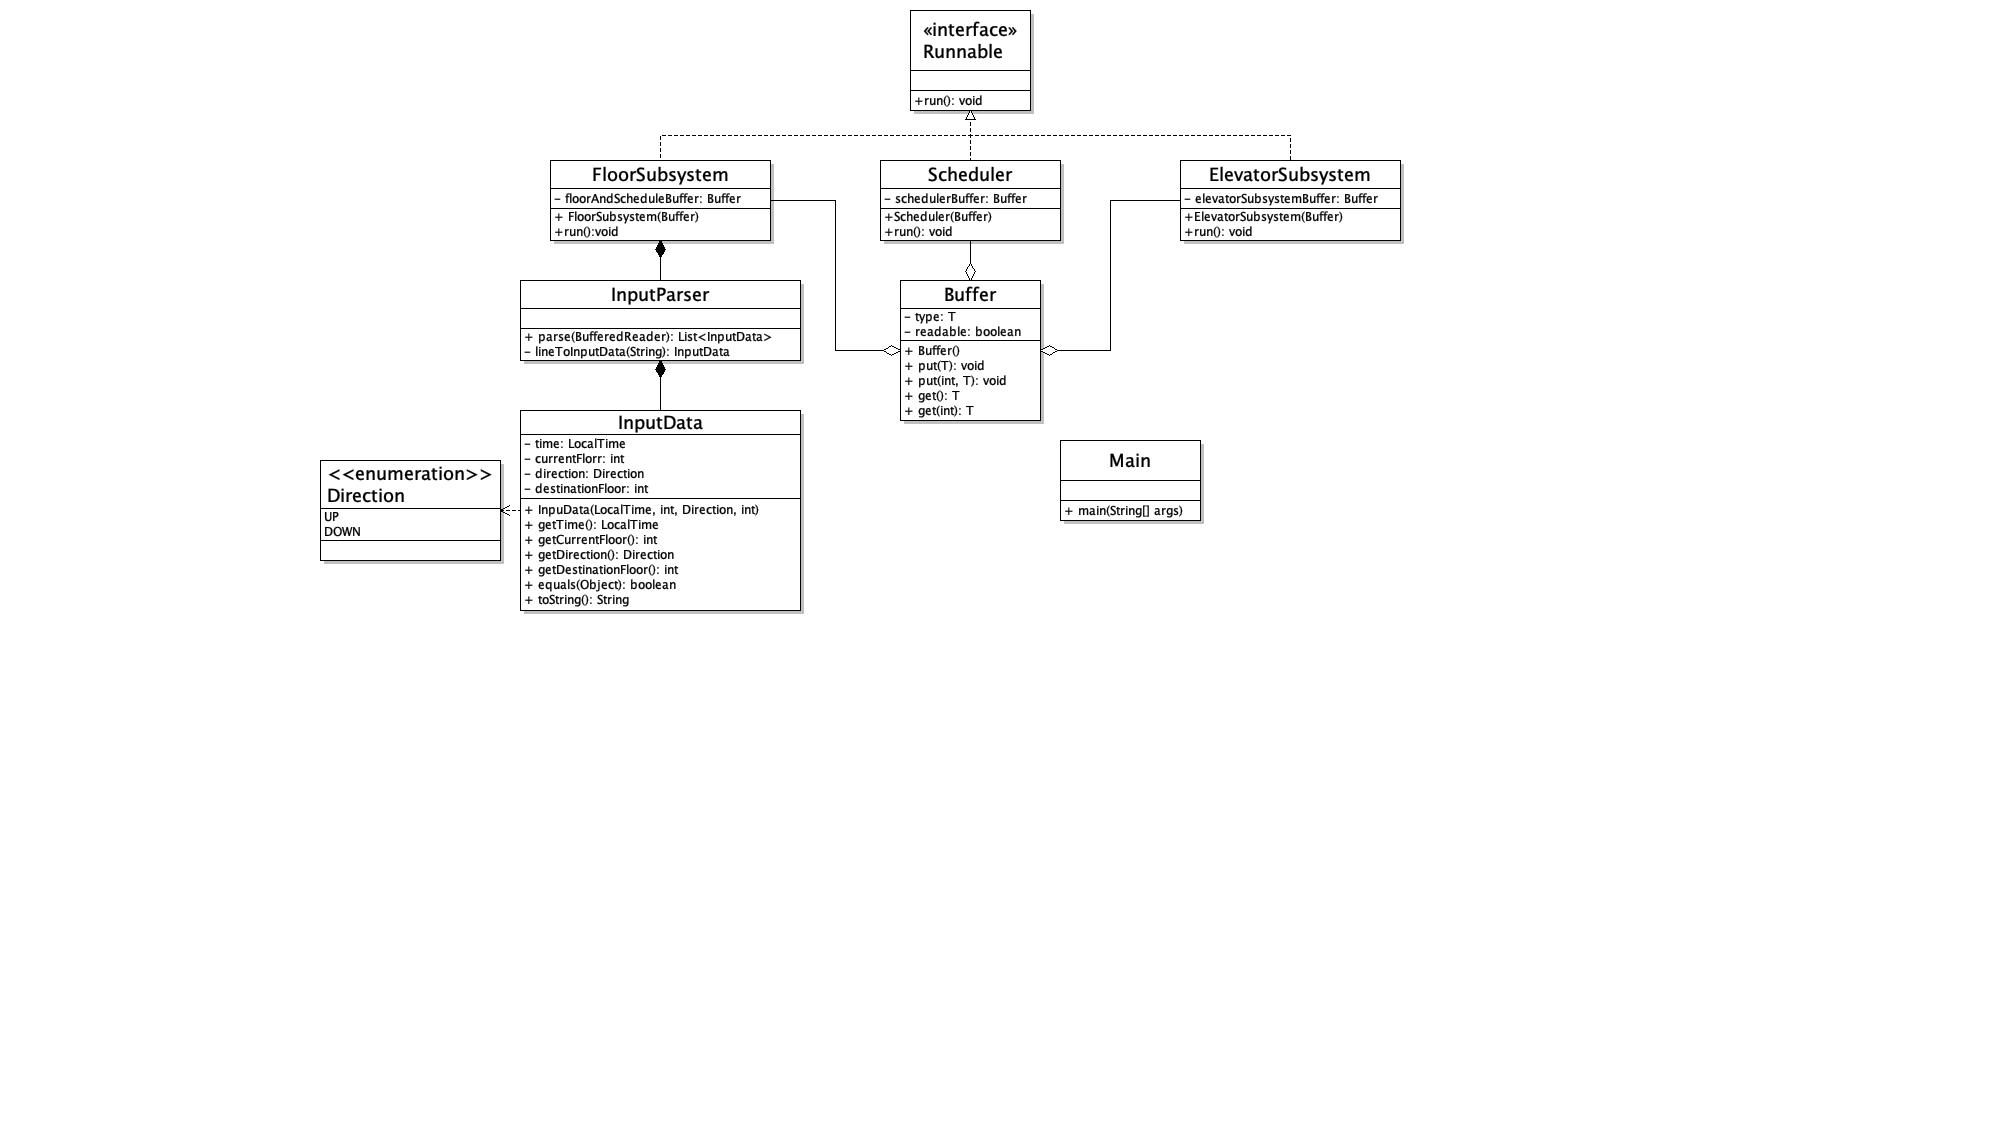 «interface»
Runnable
+run(): void
FloorSubsystem
- floorAndScheduleBuffer: Buffer
+ FloorSubsystem(Buffer)
+run():void
Scheduler
- schedulerBuffer: Buffer
+Scheduler(Buffer)
+run(): void
ElevatorSubsystem
- elevatorSubsystemBuffer: Buffer
+ElevatorSubsystem(Buffer)
+run(): void
InputParser
+ parse(BufferedReader): List<InputData>
- lineToInputData(String): InputData
Buffer
- type: T
- readable: boolean
+ Buffer()
+ put(T): void
+ put(int, T): void
+ get(): T
+ get(int): T
InputData
- time: LocalTime
- currentFlorr: int
- direction: Direction
- destinationFloor: int
+ InpuData(LocalTime, int, Direction, int)
+ getTime(): LocalTime
+ getCurrentFloor(): int
+ getDirection(): Direction
+ getDestinationFloor(): int
+ equals(Object): boolean
+ toString(): String
<<enumeration>>
Direction
UP
DOWN
Main
+ main(String[] args)